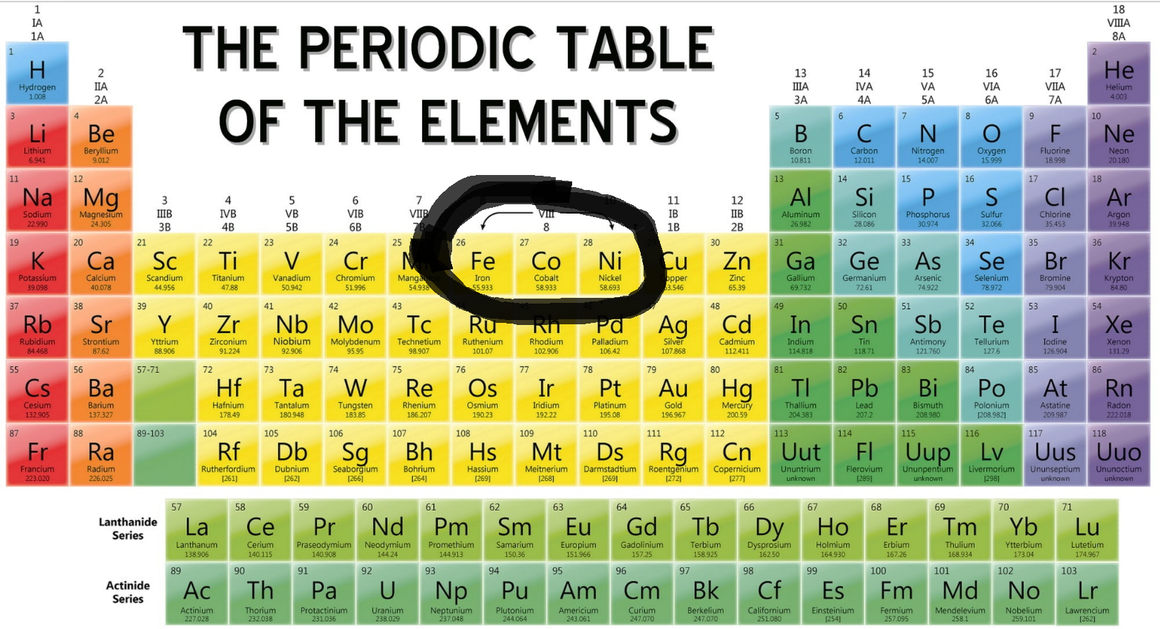 1 18
IA VIIIA
1A 8A
THE PERIODIC TABLE
OF THE ELEMENTS
1 2
H He
Hydrogen Helium
1.008 4.003
2 13 14 15 16 17
IIA IIIA IVA VA VIA VIIA
2A 3A 4A 5A 6A 7A
3 4 5 6 7 8 9 10
Li Be B C N O F Ne
Lithium Beryllium Boron Carbon Nitrogen Oxygen Fluorine Neon
6.941 9.012 10.811 12.011 14.007 15.999 18.998 20.180
11 12 13 14 15 16 17 18
Na Mg Al Si P S Cl Ar
Sodium Magnesium Aluminum Silicon Phosphorus Sulfur Chlorine Argon
22.990 24.305 26.982 28.086 30.974 32.066 35.453 39.948
3 4 5 6 7 11 12
IIIB IVB VB VIB VIIB VIII IB IIB
3B 4B 5B 6B 8 1B 2B
19 20 21 22 23 24 25 26 27 28 30 31 32 33 34 35 36
K Ca Sc Ti V Cr Fe Co Ni Cu Zn Ga Ge As Se Br Kr
Potassium Calcium Scandium Titanium Vanadium Chromium Iron Cobalt Nickel Zinc Gallium Germanium Arsenic Selenium Bromine Krypton
39.098 40.078 44.956 47.88 50.942 51.996 54.938 55.933 58.933 58.693 65.39 69.732 72.61 74.922 78.972 79.904 84.80
37 38 39 40 41 42 43 48 49 50 51 52 53 54
Rb Sr Y Zr Nb Mo Tc Ru Rh Pd Ag Cd In Sn Sb Te I Xe
Rubidium Strontium Yttrium Zirconium Niobium Molybdenum Technetium Ruthenium Rhodium Palladium Silver Cadmium Indium Tin Antimony Tellurium Iodine Xenon
84.468 87.62 88.906 91.224 92.906 95.95 98.907 101.07 102.906 106.42 107.868 112.411 114.818 118.71 121.760 127.6 126.904 131.29
55 56 57-71 72 73 74 75 76 77 78 79 80 81 82 83 84 85 86
Cs Ba Hf Ta W Re Os Ir Pt Au Hg Tl Pb Bi Po At Rn
Cesium Barium Hafnium Tantalum Tungsten Rhenium Osmium Iridium Platinum Gold Mercury Thallium Lead Bismuth Polonium Astatine Radon
132.905 137.327 178.49 180.948 183.85 186.207 190.23 192.22 195.08 196.967 200.59 204.383 207.2 208.980 [208.982] 209.987 222.018
87 88 89-103 104 105 106 107 108 109 110 111 112 113 114 115 116 117 118
Fr Ra Rf Db Sg Bh Hs Mt Ds Rg Cn Uut Fl Uup Lv Uus Uuo
Francium Radium Rutherfordium Dubnium Seaborgium Bohrium Hassium Meitnerium Darmstadtium Roentgenium Copernicium Ununtrium Flerovium Ununpentium Livermorium Ununseptium Ununoctium
223.020 226.025 [261] [262] [266] [264] [269] [268] [269] [272] [277] unknown [289] unknown [298] unknown unknown
Lanthanide
Series
57 58 59 60 61 62 63 64 65 66 67 68 69 70 71
La Ce Pr Nd Pm Sm Eu Gd Tb Dy Ho Er Tm Yb Lu
Lanthanum Cerium Praseodymium Neodymium Promethium Samarium Europium Gadolinium Terbium Dysprosium Holmium Erbium Thulium Ytterbium Lutetium
138.906 140.115 140.908 144.24 144.913 150.36 151.966 157.25 158.925 162.50 164.930 167.26 168.934 173.04 174.967
Actinide
Series
89 90 91 92 93 94 95 96 97 98 99 100 101 102 103
Ac Th Pa U Np Pu Am Cm Bk Cf Es Fm Md No Lr
Actinium Thorium Protactinium Uranium Neptunium Plutonium Americium Curium Berkelium Californium Einsteinium Fermium Mendelevium Nobelium Lawrencium
227.028 232.038 231.036 238.029 237.048 244.064 243.061 247.070 247.070 251.080 [254] 257.095 258.1 259.101 [262]